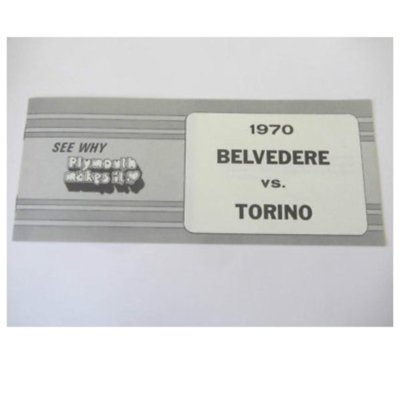 SEE WHY
Plymouth
makes it.
1970
BELVEDERE
vs.
TORINO